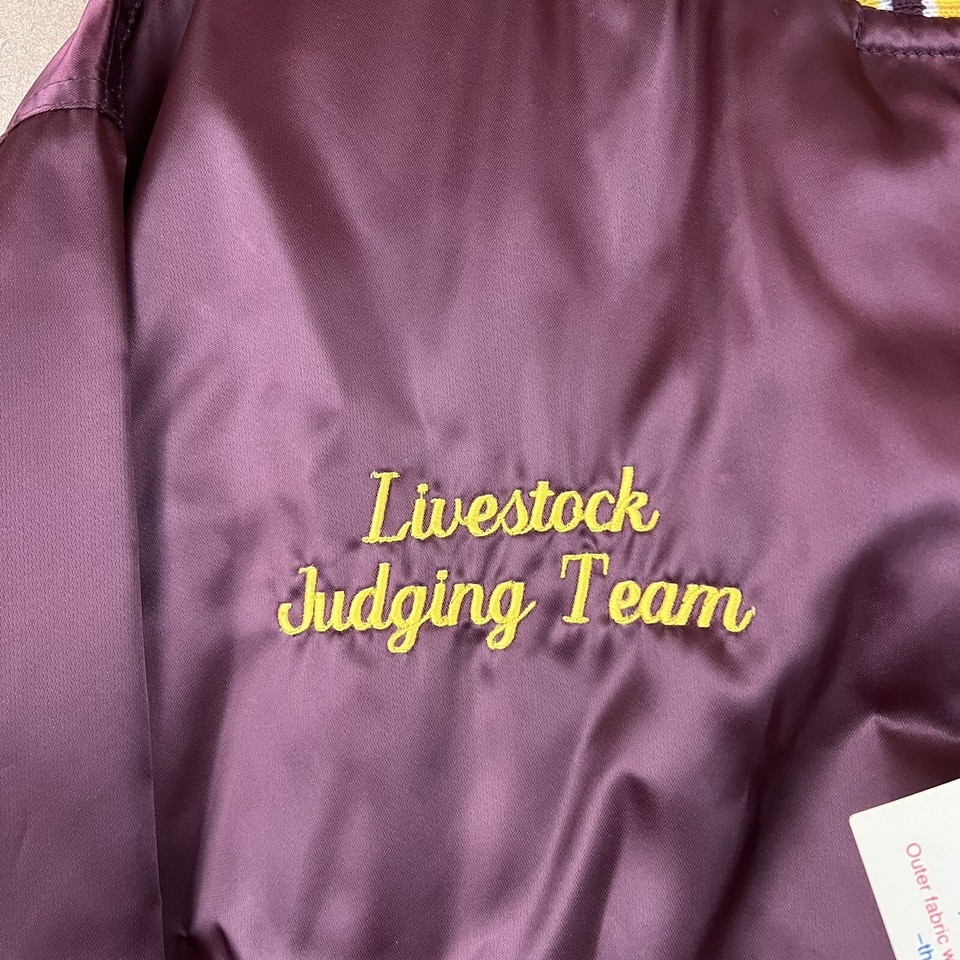 Livestock
Judging Team
Outer fabric